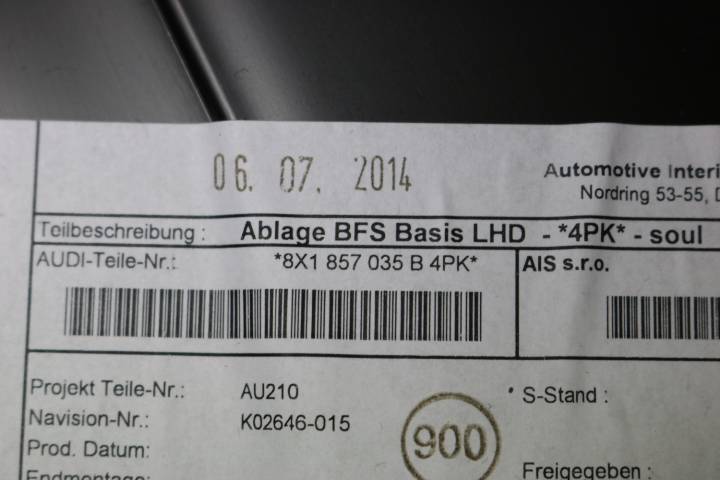 06. 07. 2014
Automotive
Nordring 53-55,
Teilbeschreibung : Ablage BFS Basis LHD - *4PK* - soul
AUDI-Teile-Nr.: *8X1 857 035 B 4PK* AIS s.r.o.
Projekt Teile-Nr.: AU210 * S-Stand :
Navision-Nr.: K02646-015
900
Prod. Datum:
Endmontage:
Freigegeben :